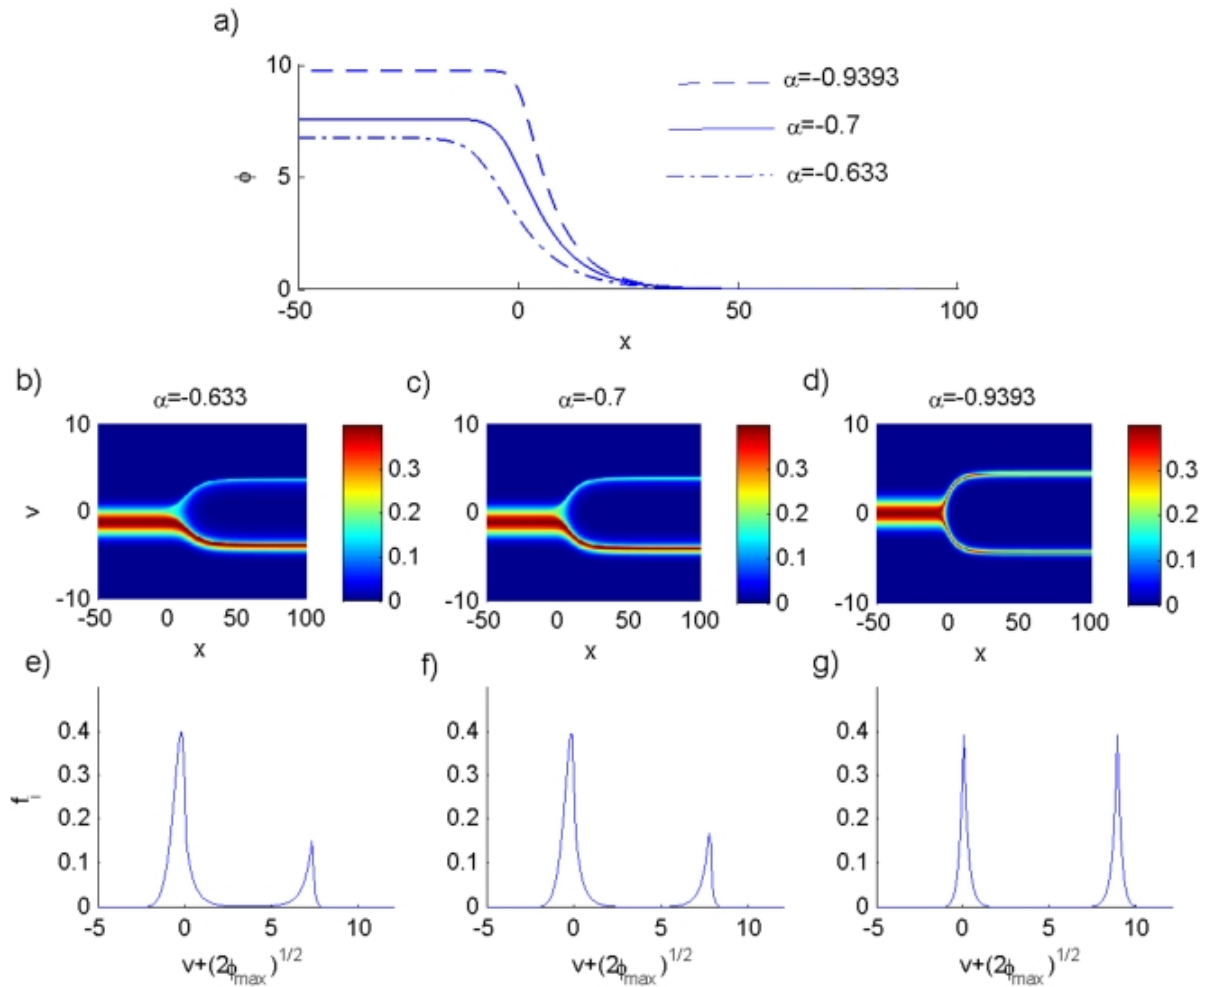 a)
10
5
0
ϕ
-50 0 50 100
x
α=-0.9393
α=-0.7
α=-0.633
b) c) d)
α=-0.633 α=-0.7 α=-0.9393
10 0.3 10 0.3 10 0.3
v 0 0.2 0 0.2 0 0.2
0.1 0.1 0.1
-10 0 -10 0 -10 0
-50 0 50 100 -50 0 50 100 -50 0 50 100
x x x
e) f) g)
0.4 0.4 0.4
0.3 0.3 0.3
f_i 0.2 0.2 0.2
0.1 0.1 0.1
0 0 0
-5 0 5 10 -5 0 5 10 -5 0 5 10
v+(2ϕ_max)^1/2 v+(2ϕ_max)^1/2 v+(2ϕ_max)^1/2